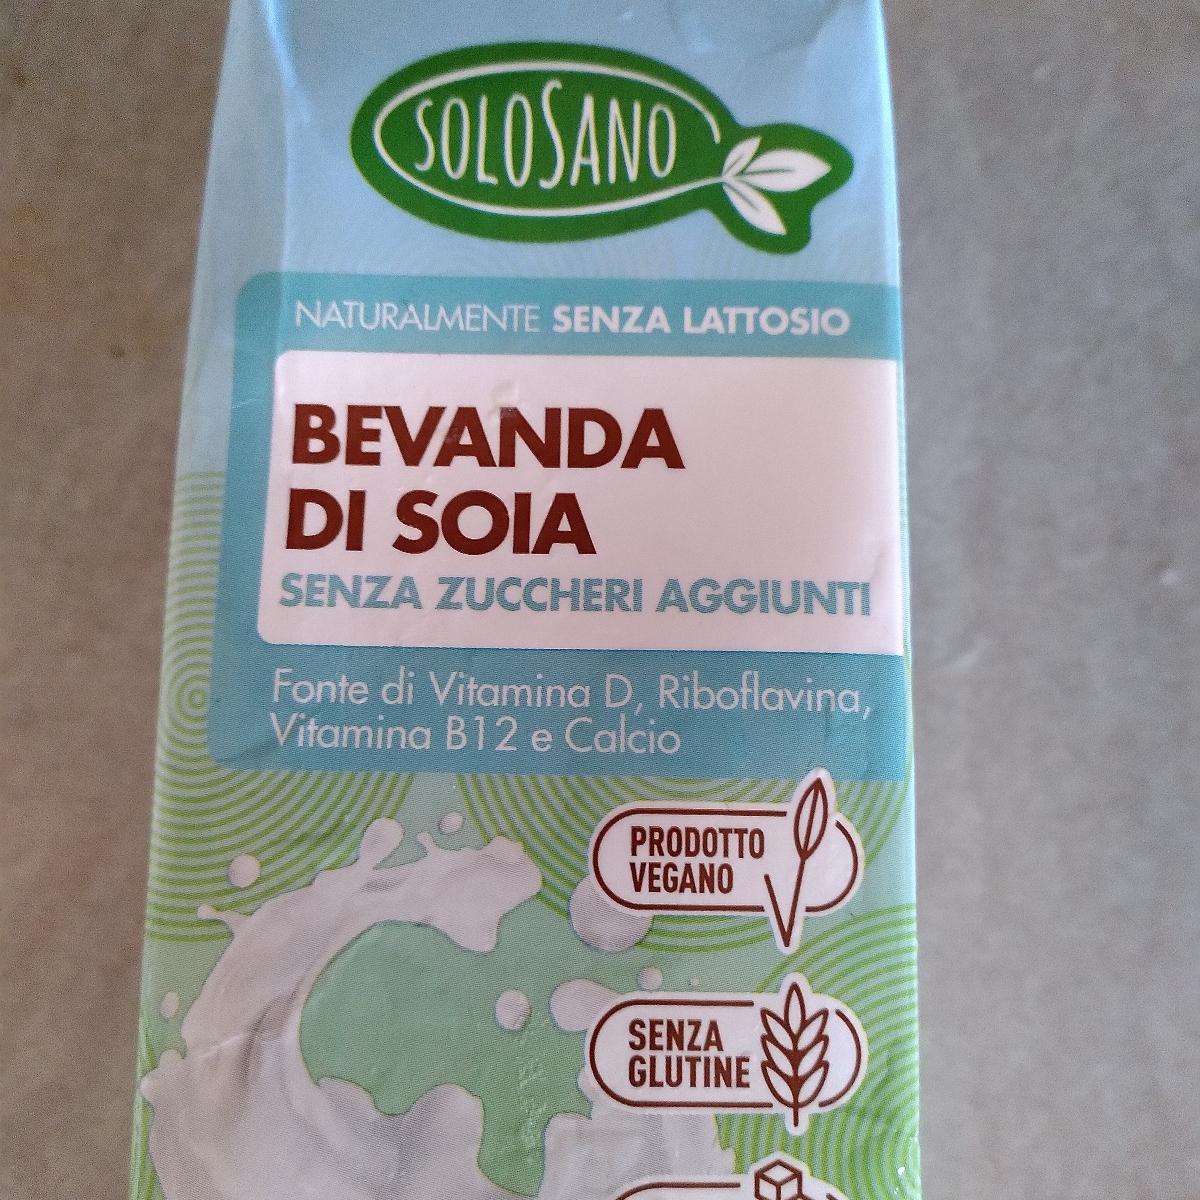 SOLOSANO
NATURALMENTE SENZA LATTOSIO
BEVANDA
DI SOIA
SENZA ZUCCHERI AGGIUNTI
Fonte di Vitamina D, Riboflavina,
Vitamina B12 e Calcio
PRODOTTO
VEGANO
SENZA
GLUTINE